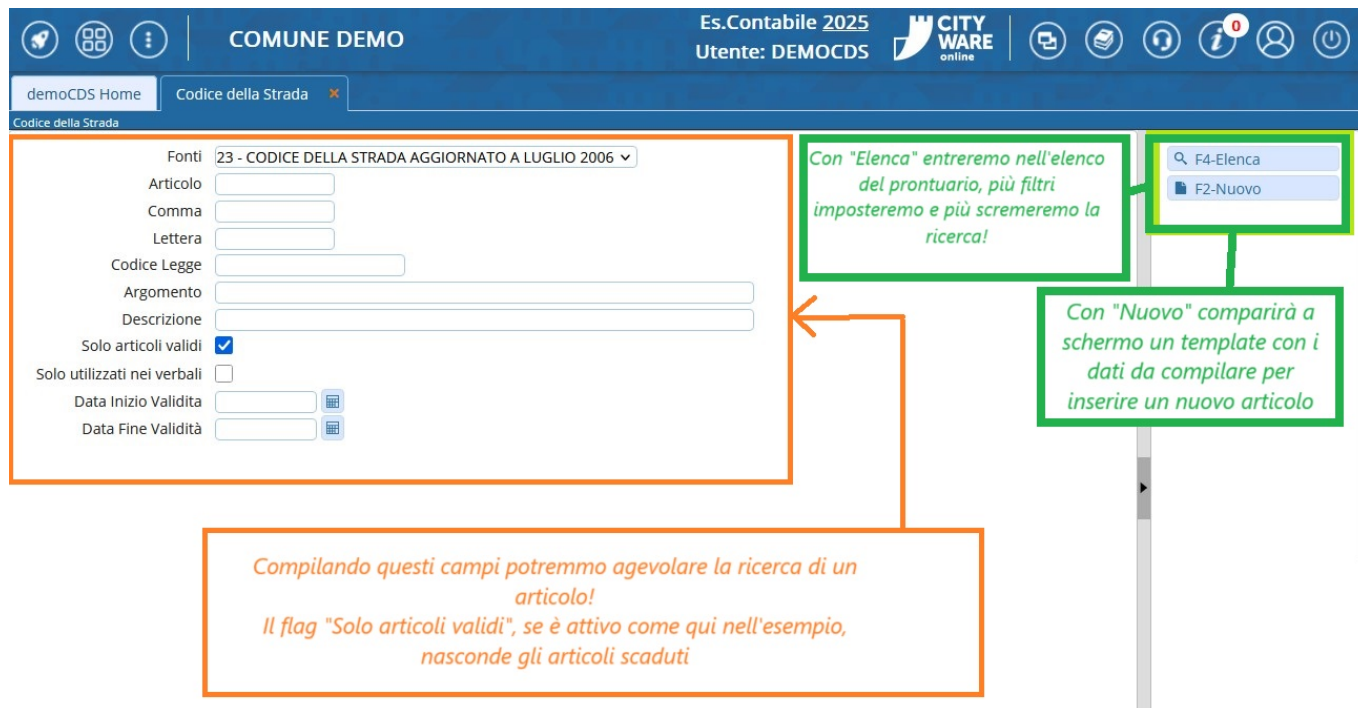 COMUNE DEMO
Es.Contabile 2025
Utente: DEMOCDS
CITY
WARE
online
0
demoCDS Home
Codice della Strada
Codice della Strada
Fonti 23 - CODICE DELLA STRADA AGGIORNATO A LUGLIO 2006
Articolo
Comma
Lettera
Codice Legge
Argomento
Descrizione
Solo articoli validi
Solo utilizzati nei verbali
Data Inizio Validita
Data Fine Validità
Con "Elenca" entreremo nell'elenco
del prontuario, più filtri
imposteremo e più scremeremo la
ricerca!
F4-Elenca
F2-Nuovo
Con "Nuovo" comparirà a
schermo un template con i
dati da compilare per
inserire un nuovo articolo
Compilando questi campi potremmo agevolare la ricerca di un
articolo!
Il flag "Solo articoli validi", se è attivo come qui nell'esempio,
nasconde gli articoli scaduti